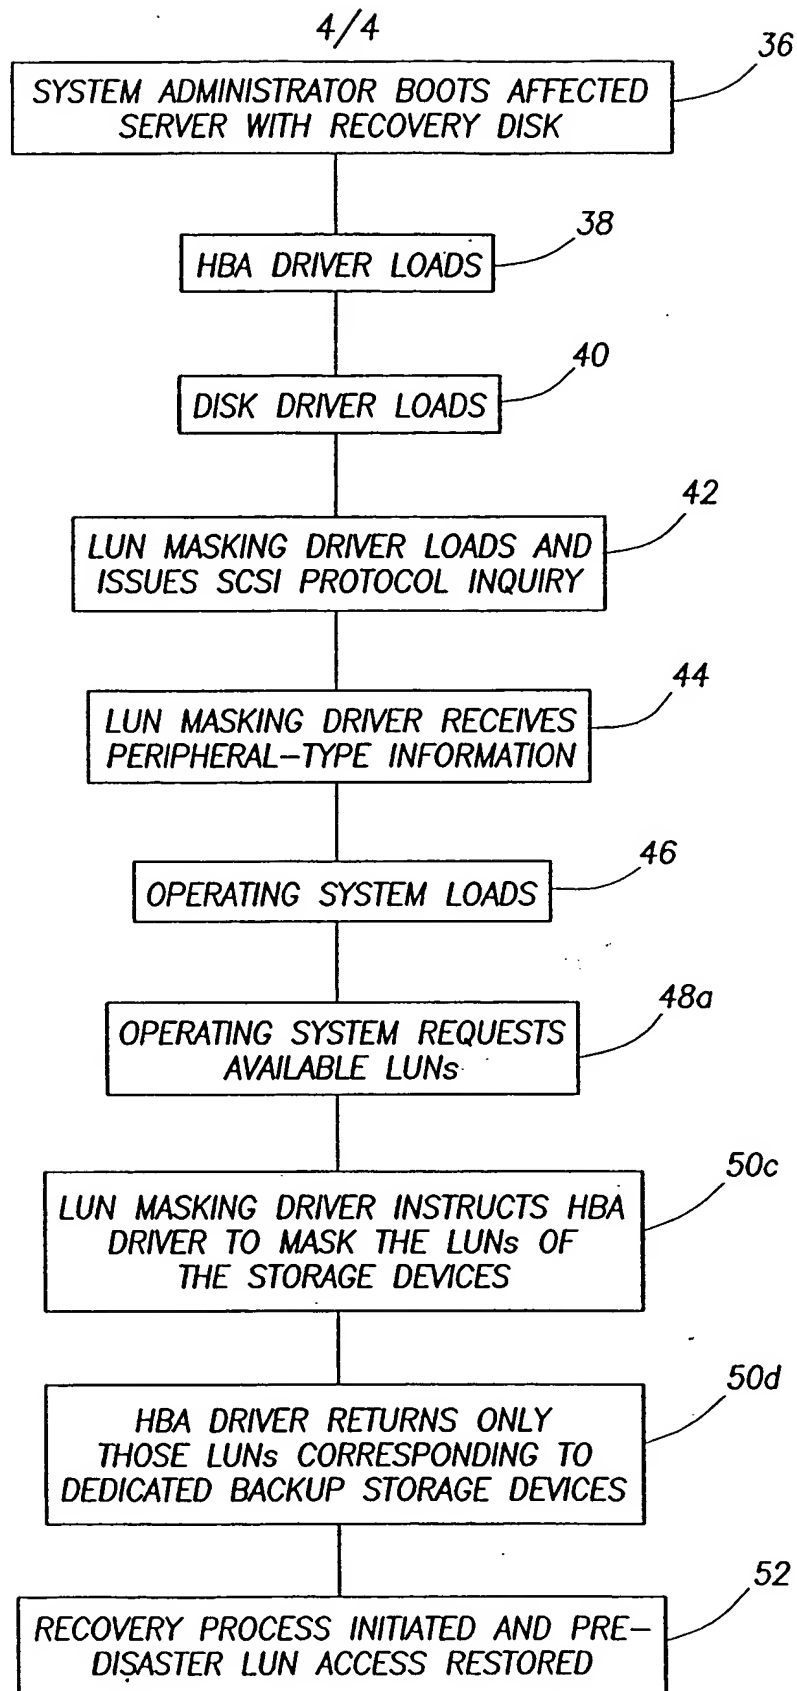 4/4
36
SYSTEM ADMINISTRATOR BOOTS AFFECTED
SERVER WITH RECOVERY DISK
38
HBA DRIVER LOADS
40
DISK DRIVER LOADS
42
LUN MASKING DRIVER LOADS AND
ISSUES SCSI PROTOCOL INQUIRY
44
LUN MASKING DRIVER RECEIVES
PERIPHERAL-TYPE INFORMATION
46
OPERATING SYSTEM LOADS
48a
OPERATING SYSTEM REQUESTS
AVAILABLE LUNs
50c
LUN MASKING DRIVER INSTRUCTS HBA
DRIVER TO MASK THE LUNs OF
THE STORAGE DEVICES
50d
HBA DRIVER RETURNS ONLY
THOSE LUNs CORRESPONDING TO
DEDICATED BACKUP STORAGE DEVICES
52
RECOVERY PROCESS INITIATED AND PRE-
DISASTER LUN ACCESS RESTORED